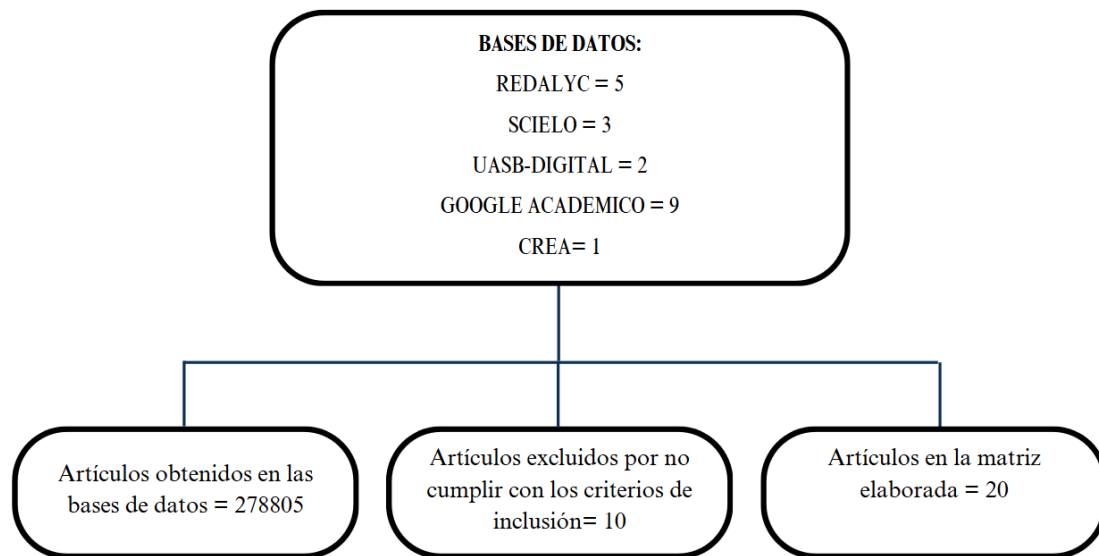 BASES DE DATOS:
REDALYC = 5
SCIELO = 3
UASB-DIGITAL = 2
GOOGLE ACADEMICO = 9
CREA= 1
Artículos obtenidos en las
bases de datos = 278805
Artículos excluidos por no
cumplir con los criterios de
inclusión= 10
Artículos en la matriz
elaborada = 20